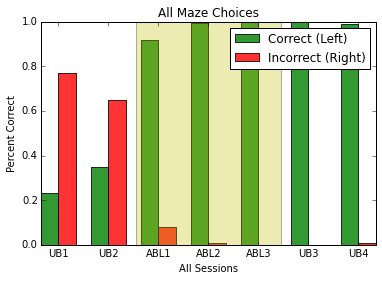 All Maze Choices
Correct (Left)
Incorrect (Right)
Percent Correct
1.0
0.8
0.6
0.4
0.2
0.0
UB1 UB2 ABL1 ABL2 ABL3 UB3 UB4
All Sessions